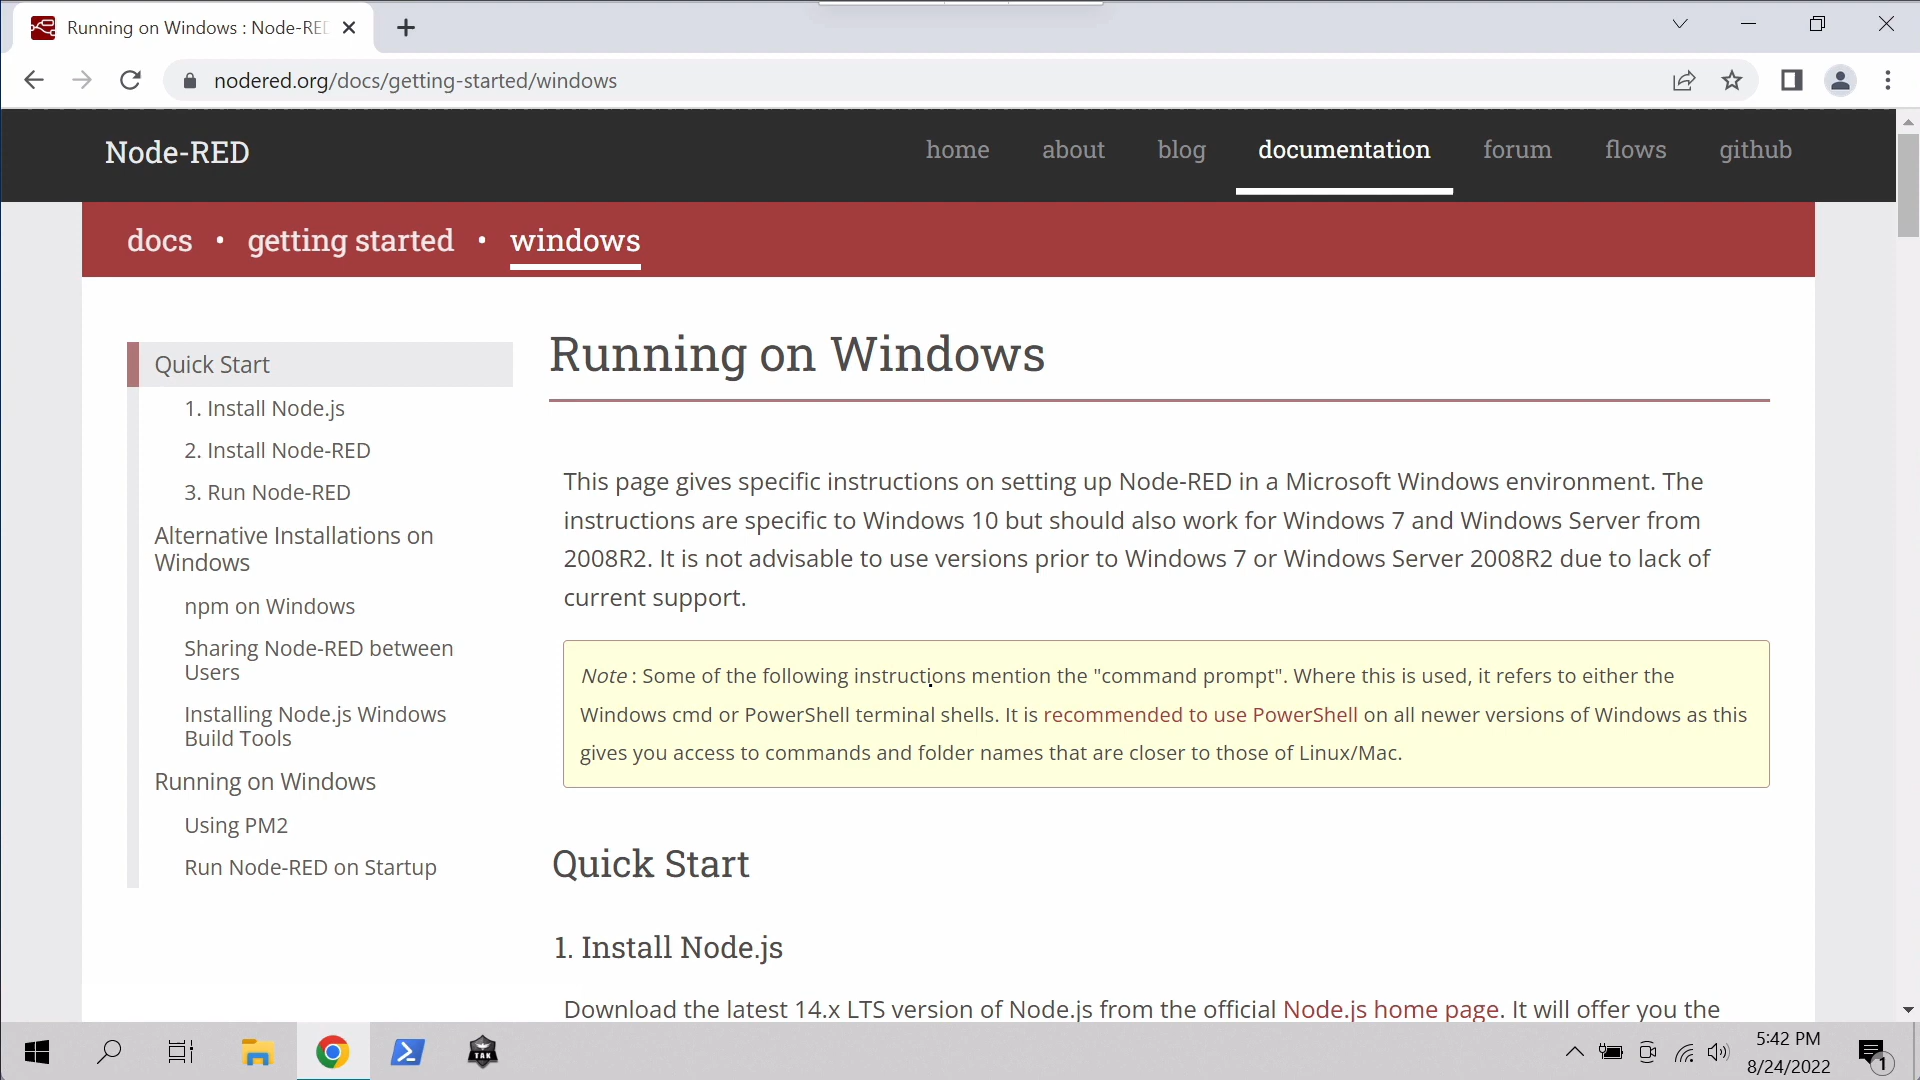 Running on Windows : Node-RED
nodered.org/docs/getting-started/windows
Node-RED
home about blog documentation forum flows github
docs • getting started • windows
Quick Start
1. Install Node.js
2. Install Node-RED
3. Run Node-RED
Alternative Installations on
Windows
npm on Windows
Sharing Node-RED between
Users
Installing Node.js Windows
Build Tools
Running on Windows
Using PM2
Run Node-RED on Startup
Running on Windows
This page gives specific instructions on setting up Node-RED in a Microsoft Windows environment. The
instructions are specific to Windows 10 but should also work for Windows 7 and Windows Server from
2008R2. It is not advisable to use versions prior to Windows 7 or Windows Server 2008R2 due to lack of
current support.
Note : Some of the following instructions mention the "command prompt". Where this is used, it refers to either the
Windows cmd or PowerShell terminal shells. It is recommended to use PowerShell on all newer versions of Windows as this
gives you access to commands and folder names that are closer to those of Linux/Mac.
Quick Start
1. Install Node.js
Download the latest 14.x LTS version of Node.js from the official Node.js home page. It will offer you the
TAK
5:42 PM
8/24/2022
1